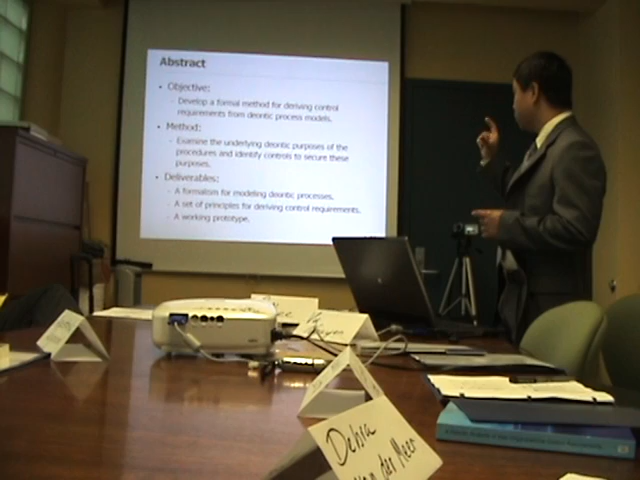 Abstract
• Objective:
– Develop a formal method for deriving control
requirements from deontic process models.
• Method:
– Examine the underlying deontic purposes of the
procedures and identify controls to secure these
purposes.
• Deliverables:
– A formalism for modeling deontic processes.
– A set of principles for deriving control requirements.
– A working prototype.
Debra
Van der Meer